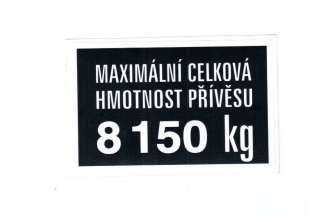 MAXIMÁLNÍ CELKOVÁ
HMOTNOST PŘÍVĚSU
8 150 kg